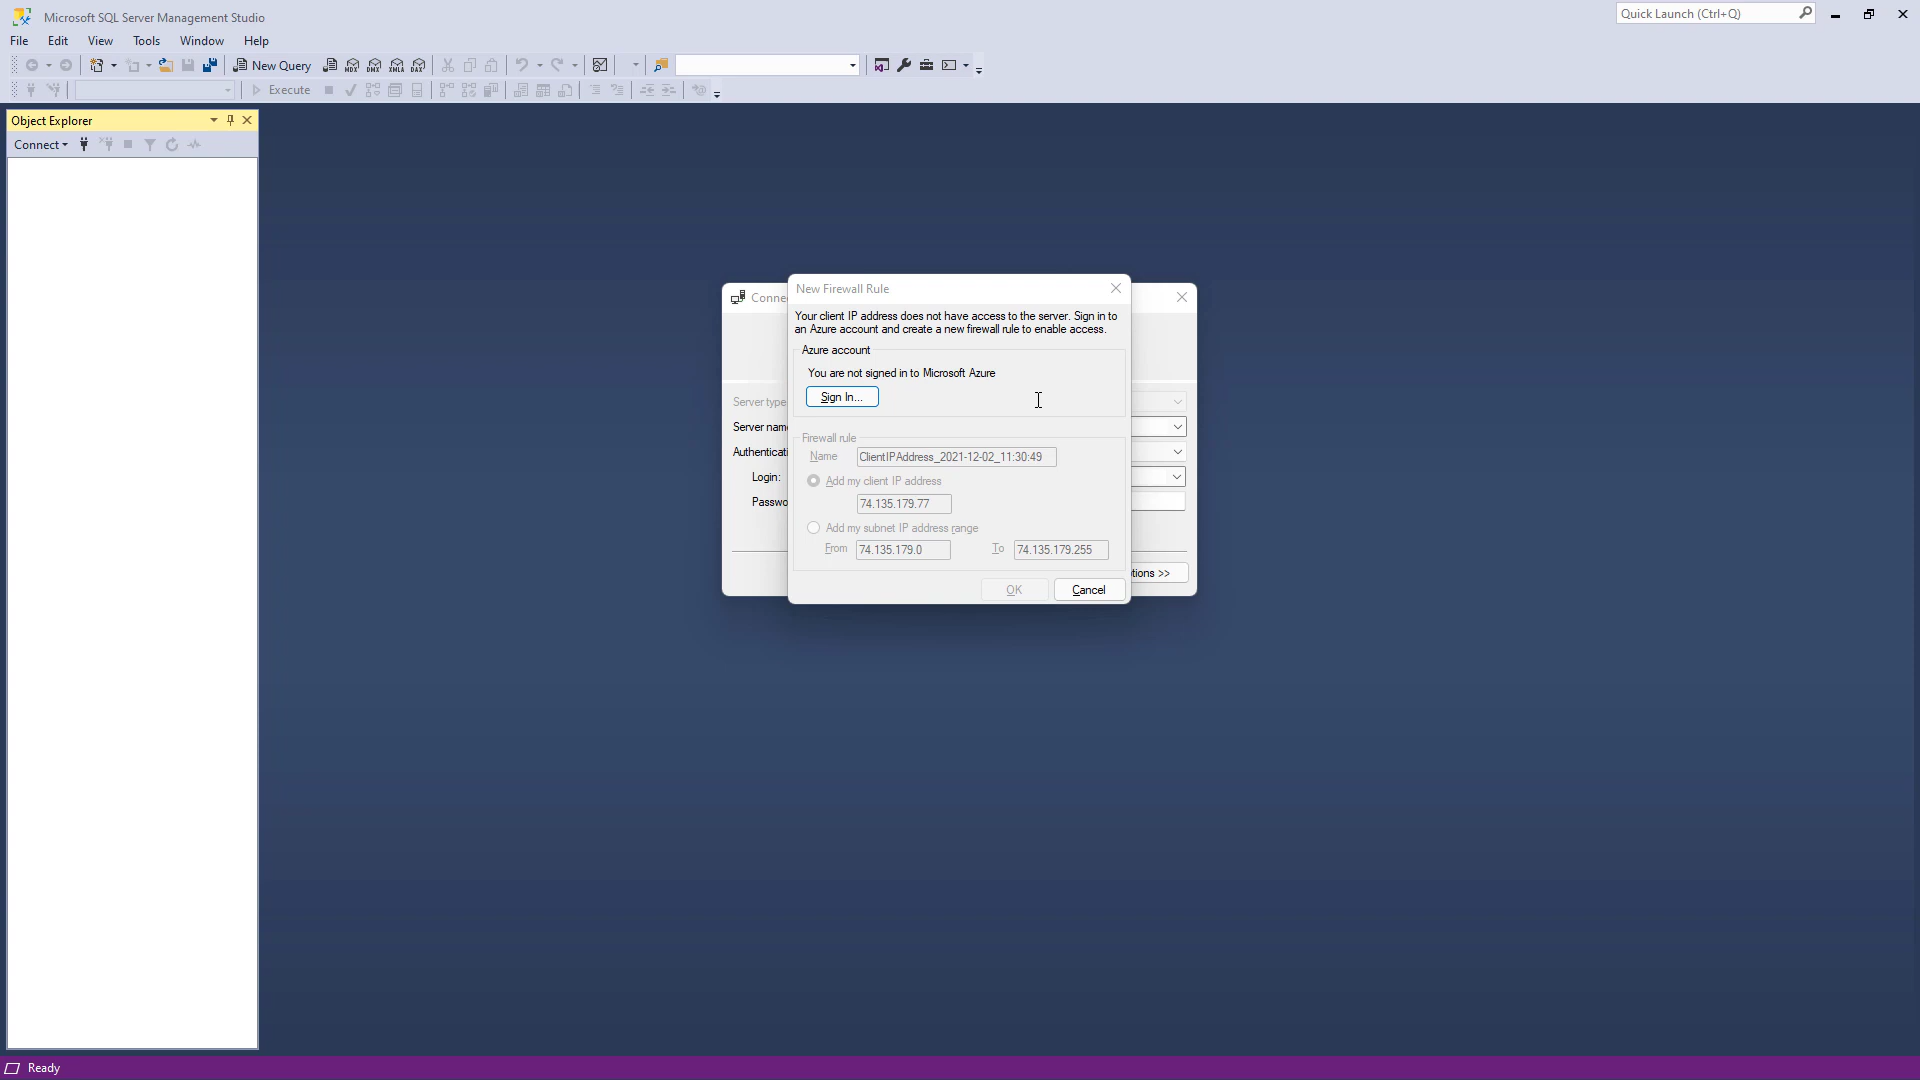 Microsoft SQL Server Management Studio
Quick Launch (Ctrl+Q)
File Edit View Tools Window Help
New Query
MDX DMX XMLA DAX
Execute
Object Explorer
Connect
Conne
Server type
Server name
Authenticati
Login:
Passwo
tions >>
New Firewall Rule
Your client IP address does not have access to the server. Sign in to
an Azure account and create a new firewall rule to enable access.
Azure account
You are not signed in to Microsoft Azure
Sign In...
Firewall rule
Name ClientIPAddress_2021-12-02_11:30:49
Add my client IP address
74.135.179.77
Add my subnet IP address range
From 74.135.179.0 To 74.135.179.255
OK Cancel
Ready